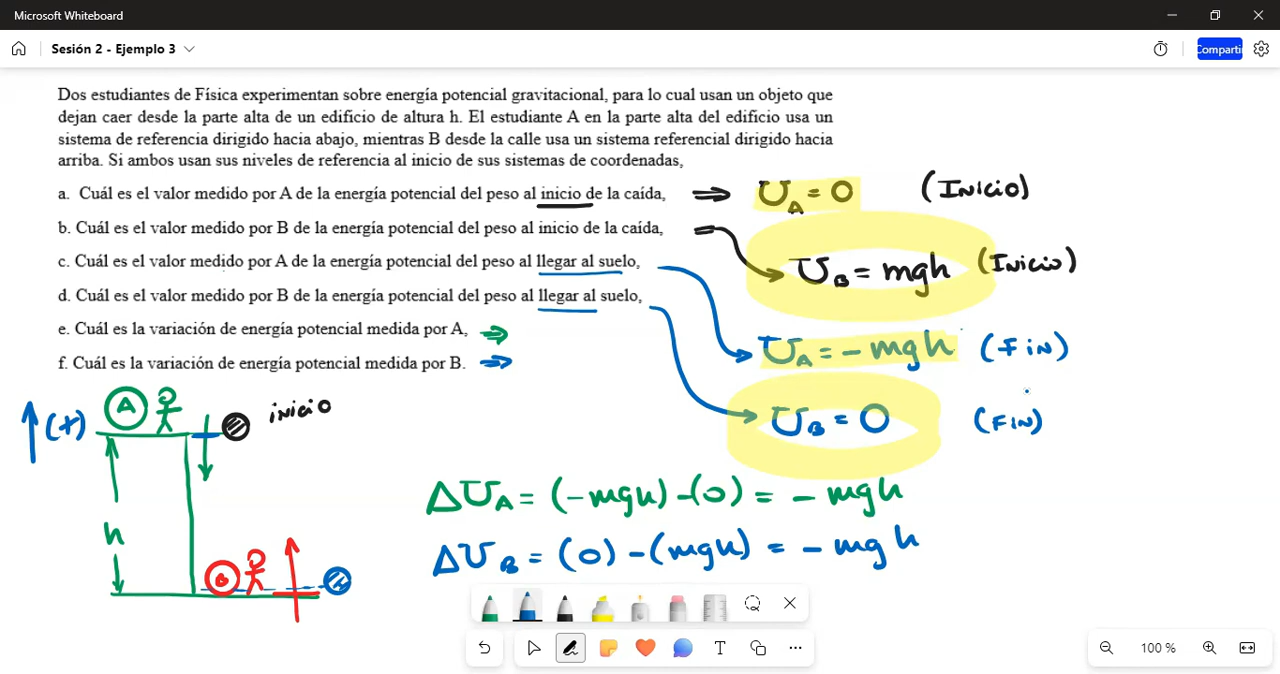 Microsoft Whiteboard
Sesión 2 - Ejemplo 3
Compartir
Dos estudiantes de Física experimentan sobre energía potencial gravitacional, para lo cual usan un objeto que
dejan caer desde la parte alta de un edificio de altura h. El estudiante A en la parte alta del edificio usa un
sistema de referencia dirigido hacia abajo, mientras B desde la calle usa un sistema referencial dirigido hacia
arriba. Si ambos usan sus niveles de referencia al inicio de sus sistemas de coordenadas,
a. Cuál es el valor medido por A de la energía potencial del peso al inicio de la caída, ⇒ U_A = 0 (Inicio)
b. Cuál es el valor medido por B de la energía potencial del peso al inicio de la caída,
U_B = mgh (Inicio)
c. Cuál es el valor medido por A de la energía potencial del peso al llegar al suelo,
d. Cuál es el valor medido por B de la energía potencial del peso al llegar al suelo,
e. Cuál es la variación de energía potencial medida por A,
U_A = - mgh (Fin)
f. Cuál es la variación de energía potencial medida por B.
(+) A inicio
U_B = 0 (Fin)
ΔU_A = (-mgh) - (0) = - mgh
h
ΔU_B = (0) - (mgh) = - mgh
B
T
100 %